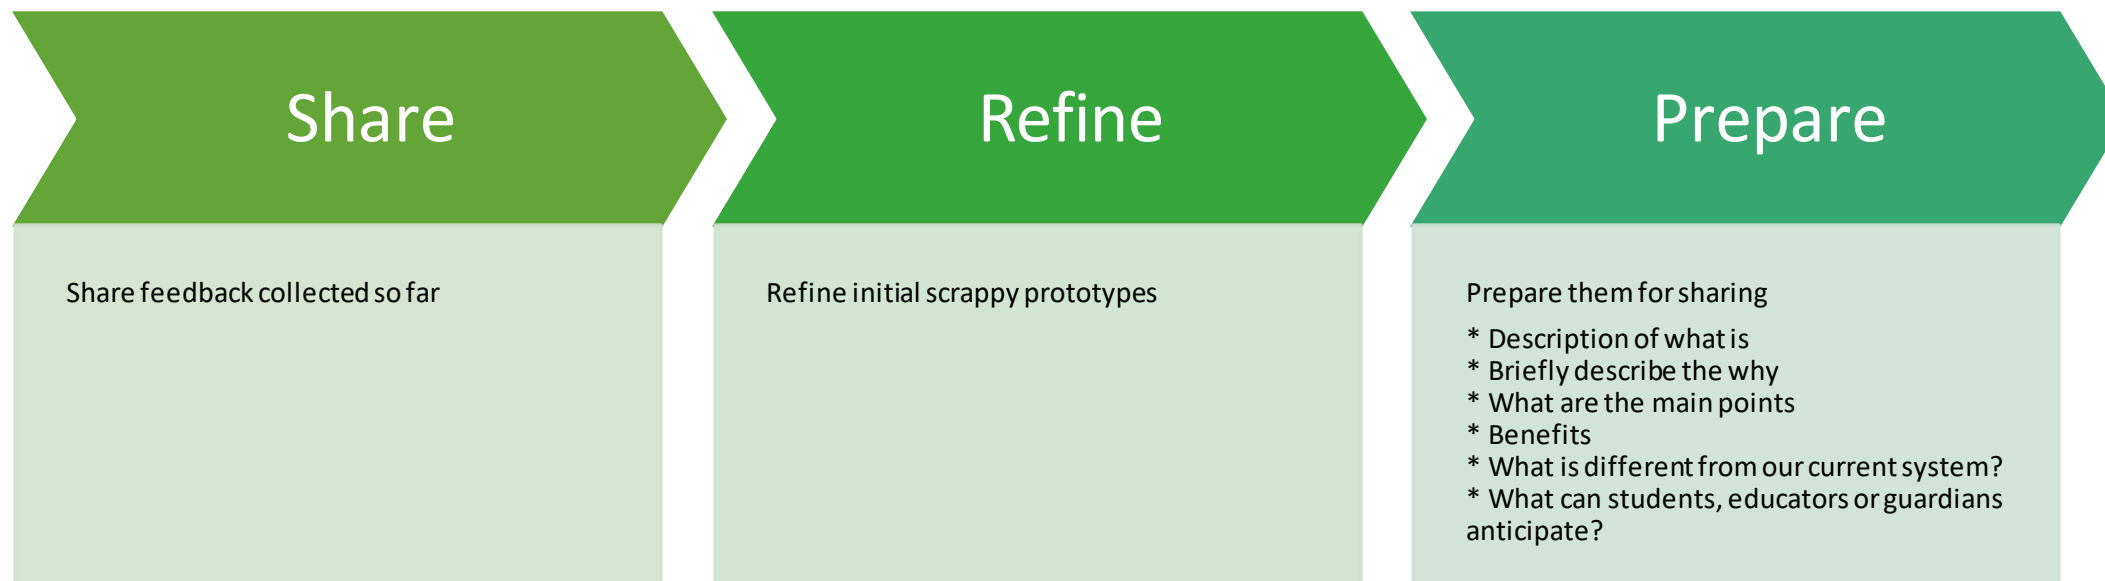 Share
Share feedback collected so far
Refine
Refine initial scrappy prototypes
Prepare
Prepare them for sharing
* Description of what is
* Briefly describe the why
* What are the main points
* Benefits
* What is different from our current system?
* What can students, educators or guardians
anticipate?